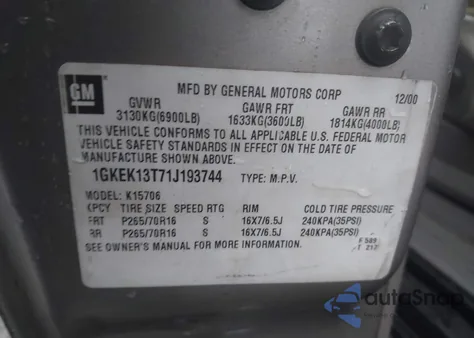 GM
MFD BY GENERAL MOTORS CORP 12/00
GVWR GAWR FRT GAWR RR
3130KG(6900LB) 1633KG(3600LB) 1814KG(4000LB)
THIS VEHICLE CONFORMS TO ALL APPLICABLE U.S. FEDERAL MOTOR
VEHICLE SAFETY STANDARDS IN EFFECT ON THE DATE OF
MANUFACTURE SHOWN ABOVE.
1GKEK13T71J193744 TYPE: M.P.V.
MODEL: K15706
TIRE SIZE SPEED RTG RIM COLD TIRE PRESSURE
FRT P265/70R16 S 16X7/6.5J 240KPA(35PSI)
RR P265/70R16 S 16X7/6.5J 240KPA(35PSI)
SEE OWNER'S MANUAL FOR MORE INFORMATION.
autoSnap